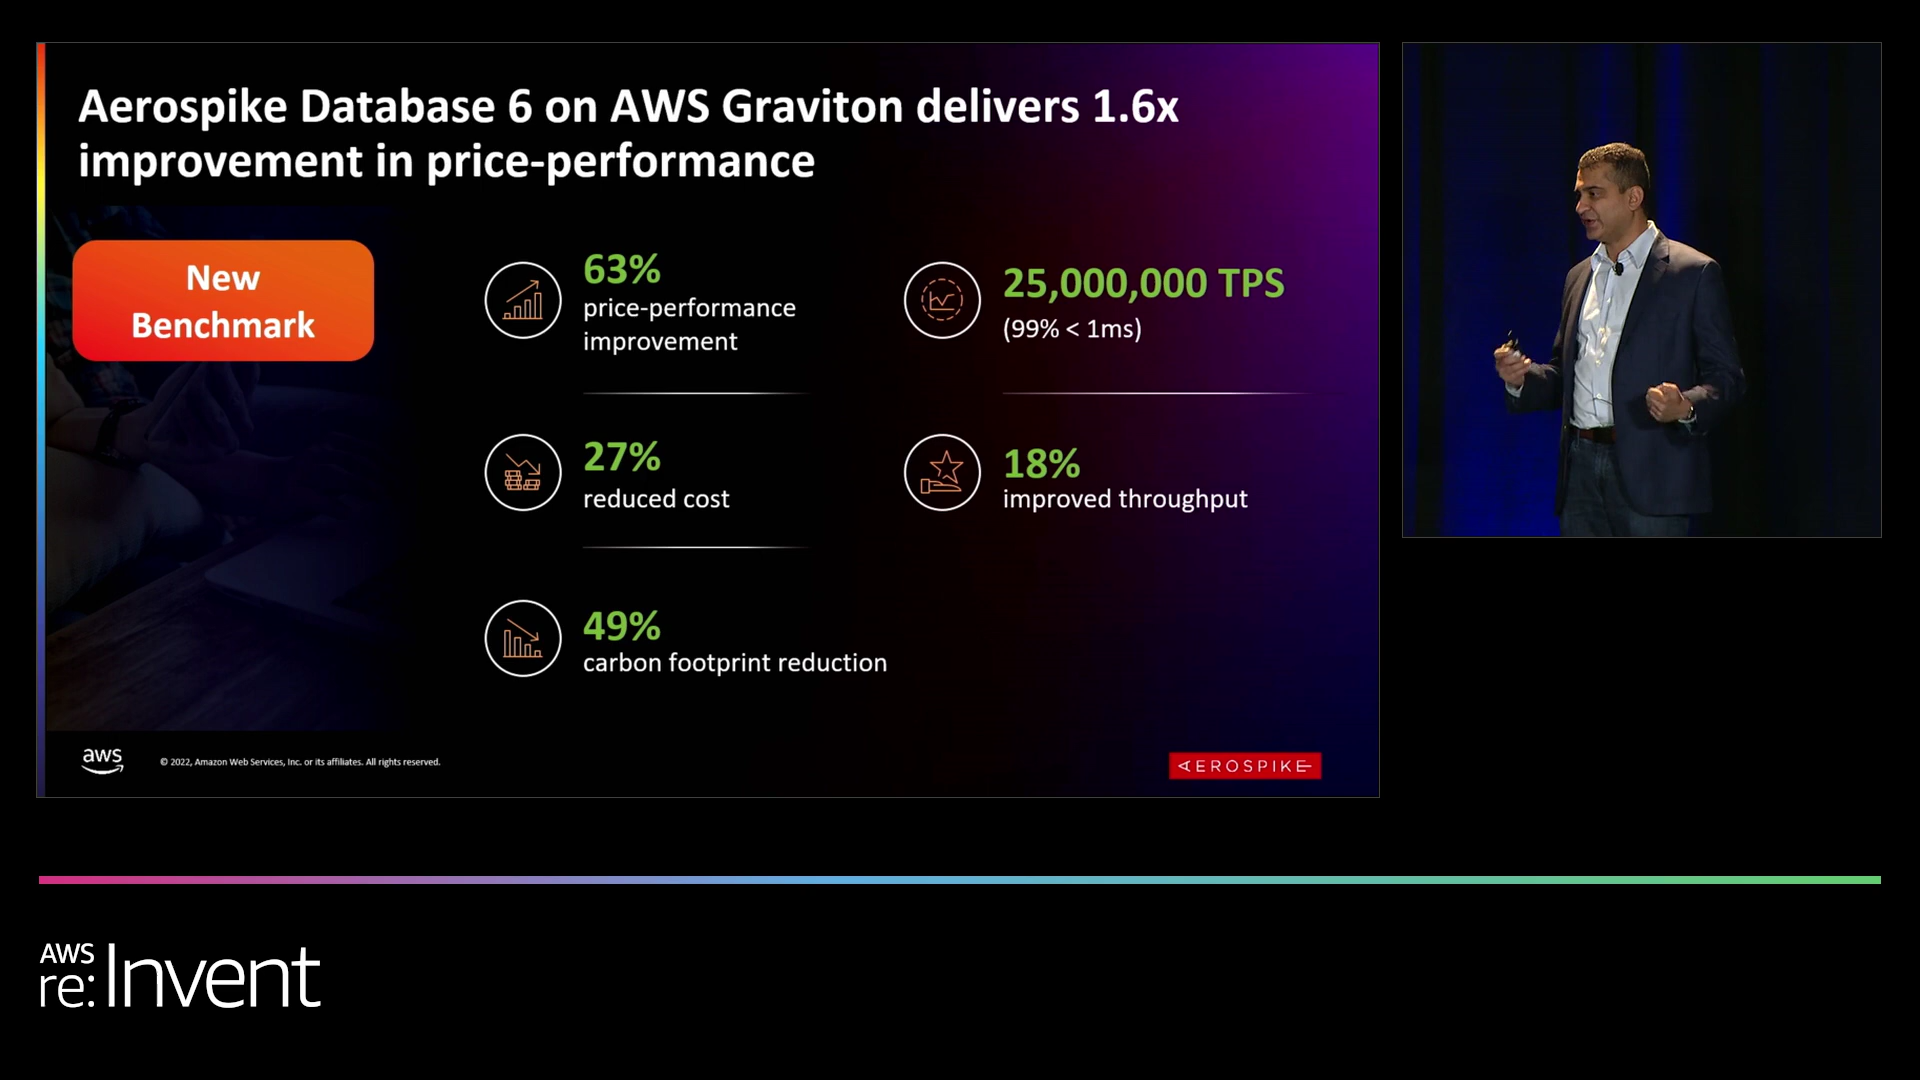 Aerospike Database 6 on AWS Graviton delivers 1.6x
improvement in price-performance
New
Benchmark
63%
price-performance
improvement
25,000,000 TPS
(99% < 1ms)
27%
reduced cost
18%
improved throughput
49%
carbon footprint reduction
aws
© 2022, Amazon Web Services, Inc. or its affiliates. All rights reserved.
AEROSPIKE
AWS
re:Invent